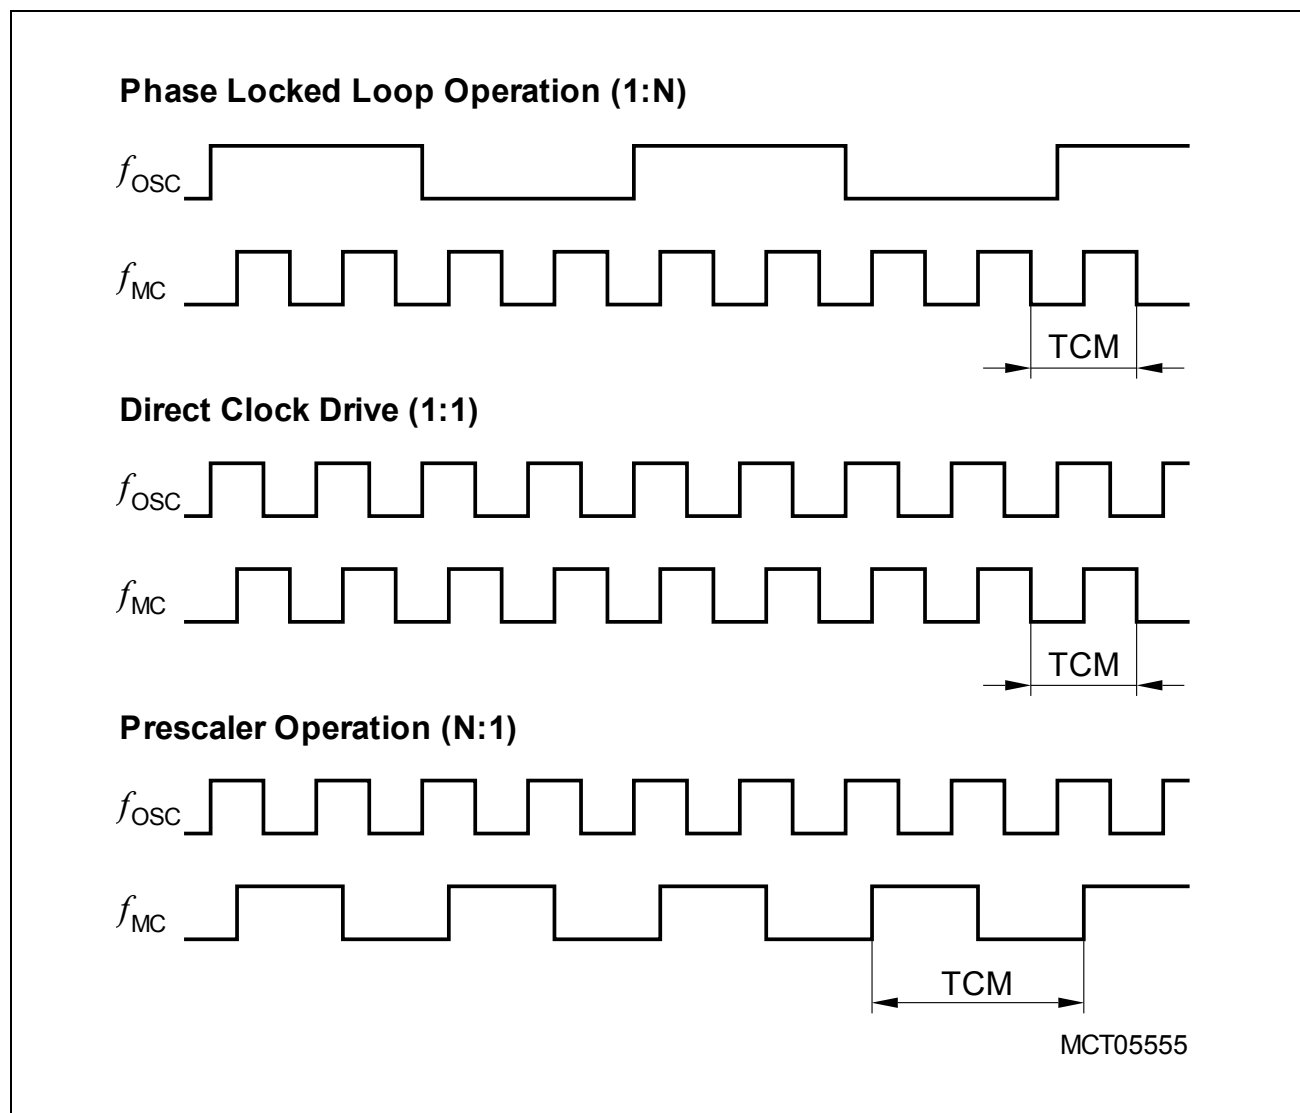 Phase Locked Loop Operation (1:N)
fOSC
fMC
TCM
Direct Clock Drive (1:1)
fOSC
fMC
TCM
Prescaler Operation (N:1)
fOSC
fMC
TCM
MCT05555